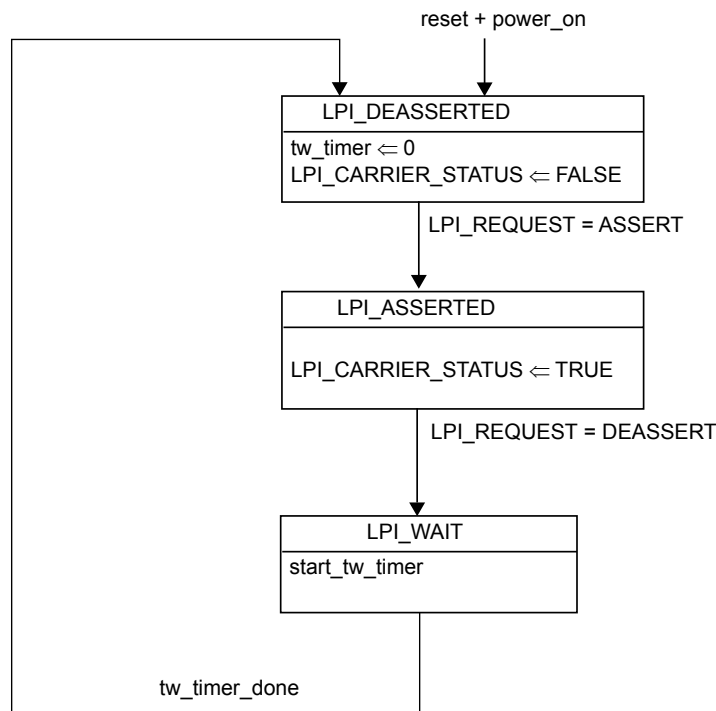 reset + power_on
LPI_DEASSERTED
tw_timer ⇐ 0
LPI_CARRIER_STATUS ⇐ FALSE
LPI_REQUEST = ASSERT
LPI_ASSERTED
LPI_CARRIER_STATUS ⇐ TRUE
LPI_REQUEST = DEASSERT
LPI_WAIT
start_tw_timer
tw_timer_done